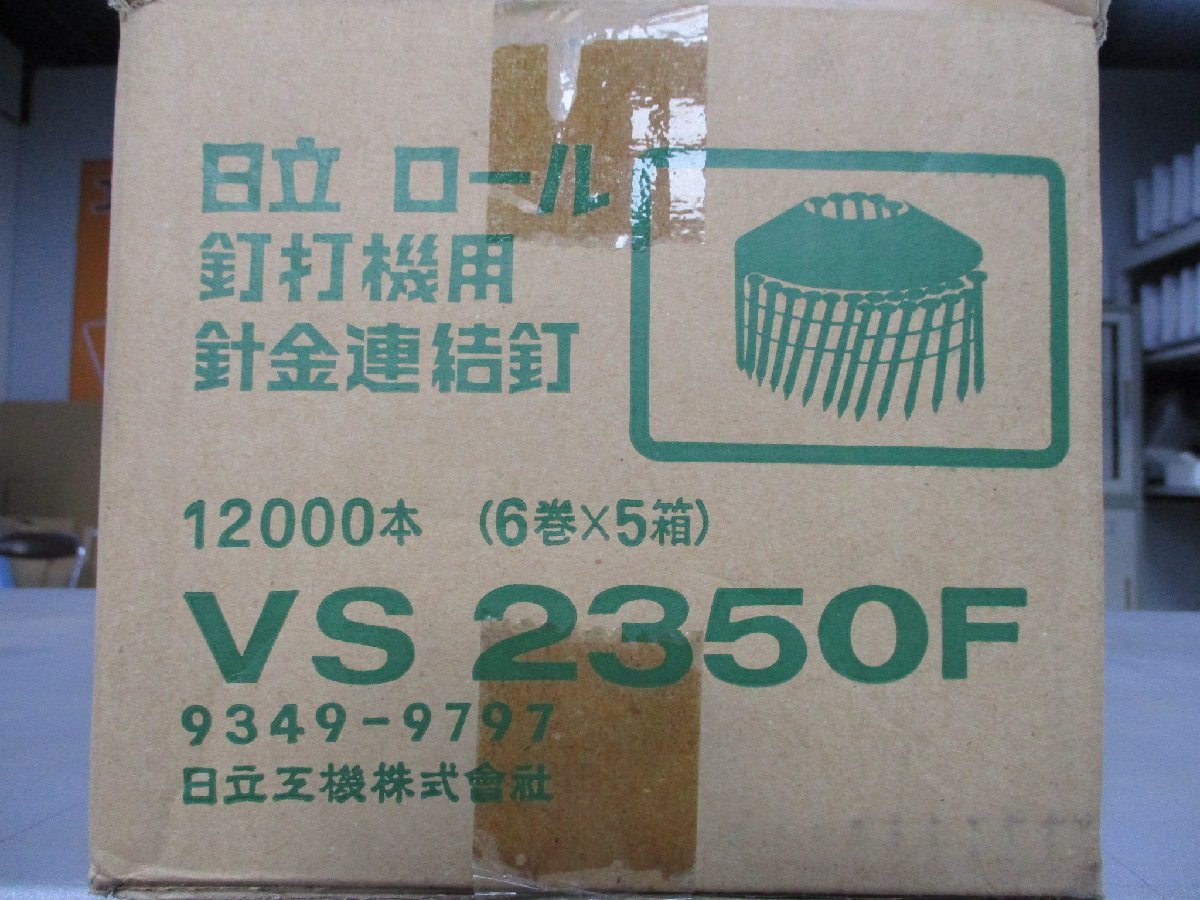 日立 ロール
釘打機用
針金連結釘
12000本 (6巻×5箱)
VS 2350F
9349-9797
日立工機株式會社